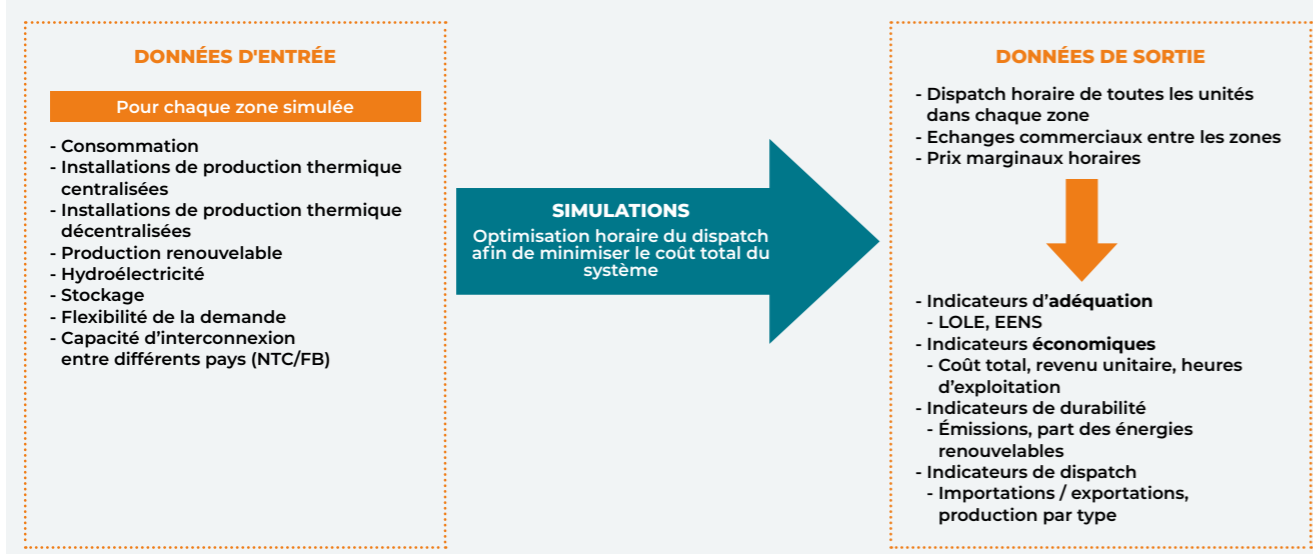 DONNÉES D'ENTRÉE
Pour chaque zone simulée
- Consommation
- Installations de production thermique
centralisées
- Installations de production thermique
décentralisées
- Production renouvelable
- Hydroélectricité
- Stockage
- Flexibilité de la demande
- Capacité d’interconnexion
entre différents pays (NTC/FB)
SIMULATIONS
Optimisation horaire du dispatch
afin de minimiser le coût total du
système
DONNÉES DE SORTIE
- Dispatch horaire de toutes les unités
dans chaque zone
- Echanges commerciaux entre les zones
- Prix marginaux horaires
- Indicateurs d’adéquation
- LOLE, EENS
- Indicateurs économiques
- Coût total, revenu unitaire, heures
d’exploitation
- Indicateurs de durabilité
- Émissions, part des énergies
renouvelables
- Indicateurs de dispatch
- Importations / exportations,
production par type